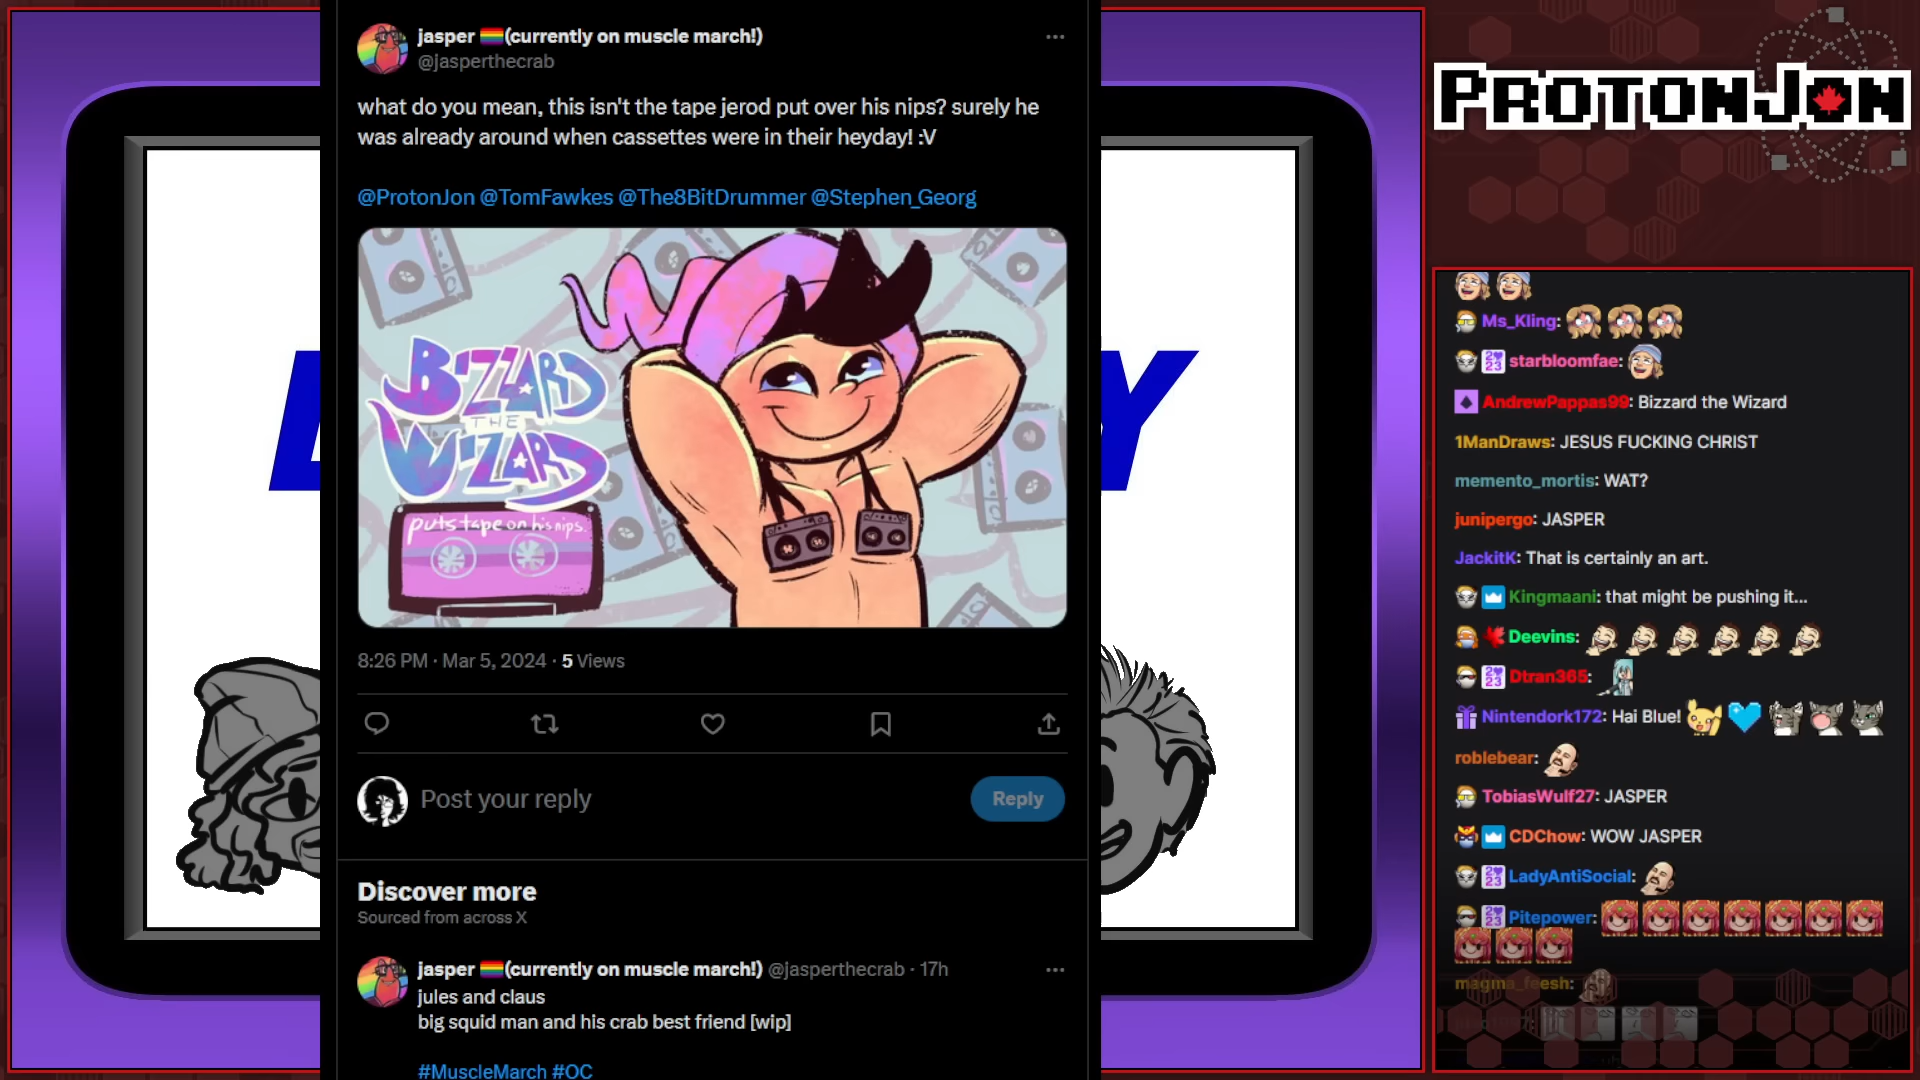 jasper (currently on muscle march!)
@jasperthecrab
what do you mean, this isn't the tape jerod put over his nips? surely he
was already around when cassettes were in their heyday! :V
@ProtonJon @TomFawkes @The8BitDrummer @Stephen_Georg
BIZZARD
THE
WIZARD
puts tape on his nips.
8:26 PM · Mar 5, 2024 · 5 Views
Post your reply
Reply
Discover more
Sourced from across X
jasper (currently on muscle march!) @jasperthecrab · 17h
jules and claus
big squid man and his crab best friend [wip]
#MuscleMarch #OC
Y
PROTONJON
Ms_Kling:
starbloomfae:
AndrewPappas99: Bizzard the Wizard
1ManDraws: JESUS FUCKING CHRIST
memento_mortis: WAT?
junipergo: JASPER
JackitK: That is certainly an art.
Kingmaani: that might be pushing it...
Deevins:
Dtran365:
Nintendork172: Hai Blue!
roblebear:
TobiasWulf27: JASPER
CDChow: WOW JASPER
LadyAntiSocial:
Pitepower:
magma_feesh: